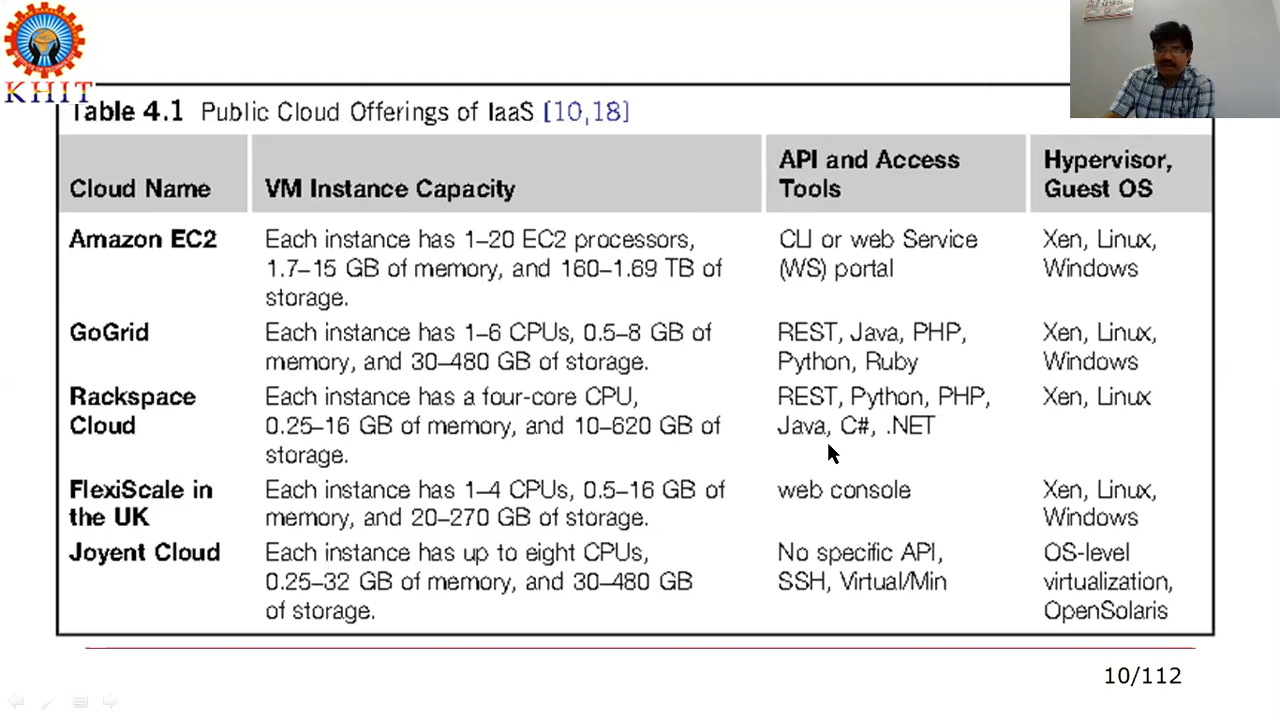 KHIT
Table 4.1 Public Cloud Offerings of IaaS [10,18]
Cloud Name
VM Instance Capacity
API and Access
Tools
Hypervisor,
Guest OS
Amazon EC2
Each instance has 1–20 EC2 processors,
1.7–15 GB of memory, and 160–1.69 TB of
storage.
CLI or web Service
(WS) portal
Xen, Linux,
Windows
GoGrid
Each instance has 1–6 CPUs, 0.5–8 GB of
memory, and 30–480 GB of storage.
REST, Java, PHP,
Python, Ruby
Xen, Linux,
Windows
Rackspace
Cloud
Each instance has a four-core CPU,
0.25–16 GB of memory, and 10–620 GB of
storage.
REST, Python, PHP,
Java, C#, .NET
Xen, Linux
FlexiScale in
the UK
Each instance has 1–4 CPUs, 0.5–16 GB of
memory, and 20–270 GB of storage.
web console
Xen, Linux,
Windows
Joyent Cloud
Each instance has up to eight CPUs,
0.25–32 GB of memory, and 30–480 GB
of storage.
No specific API,
SSH, Virtual/Min
OS-level
virtualization,
OpenSolaris
10/112